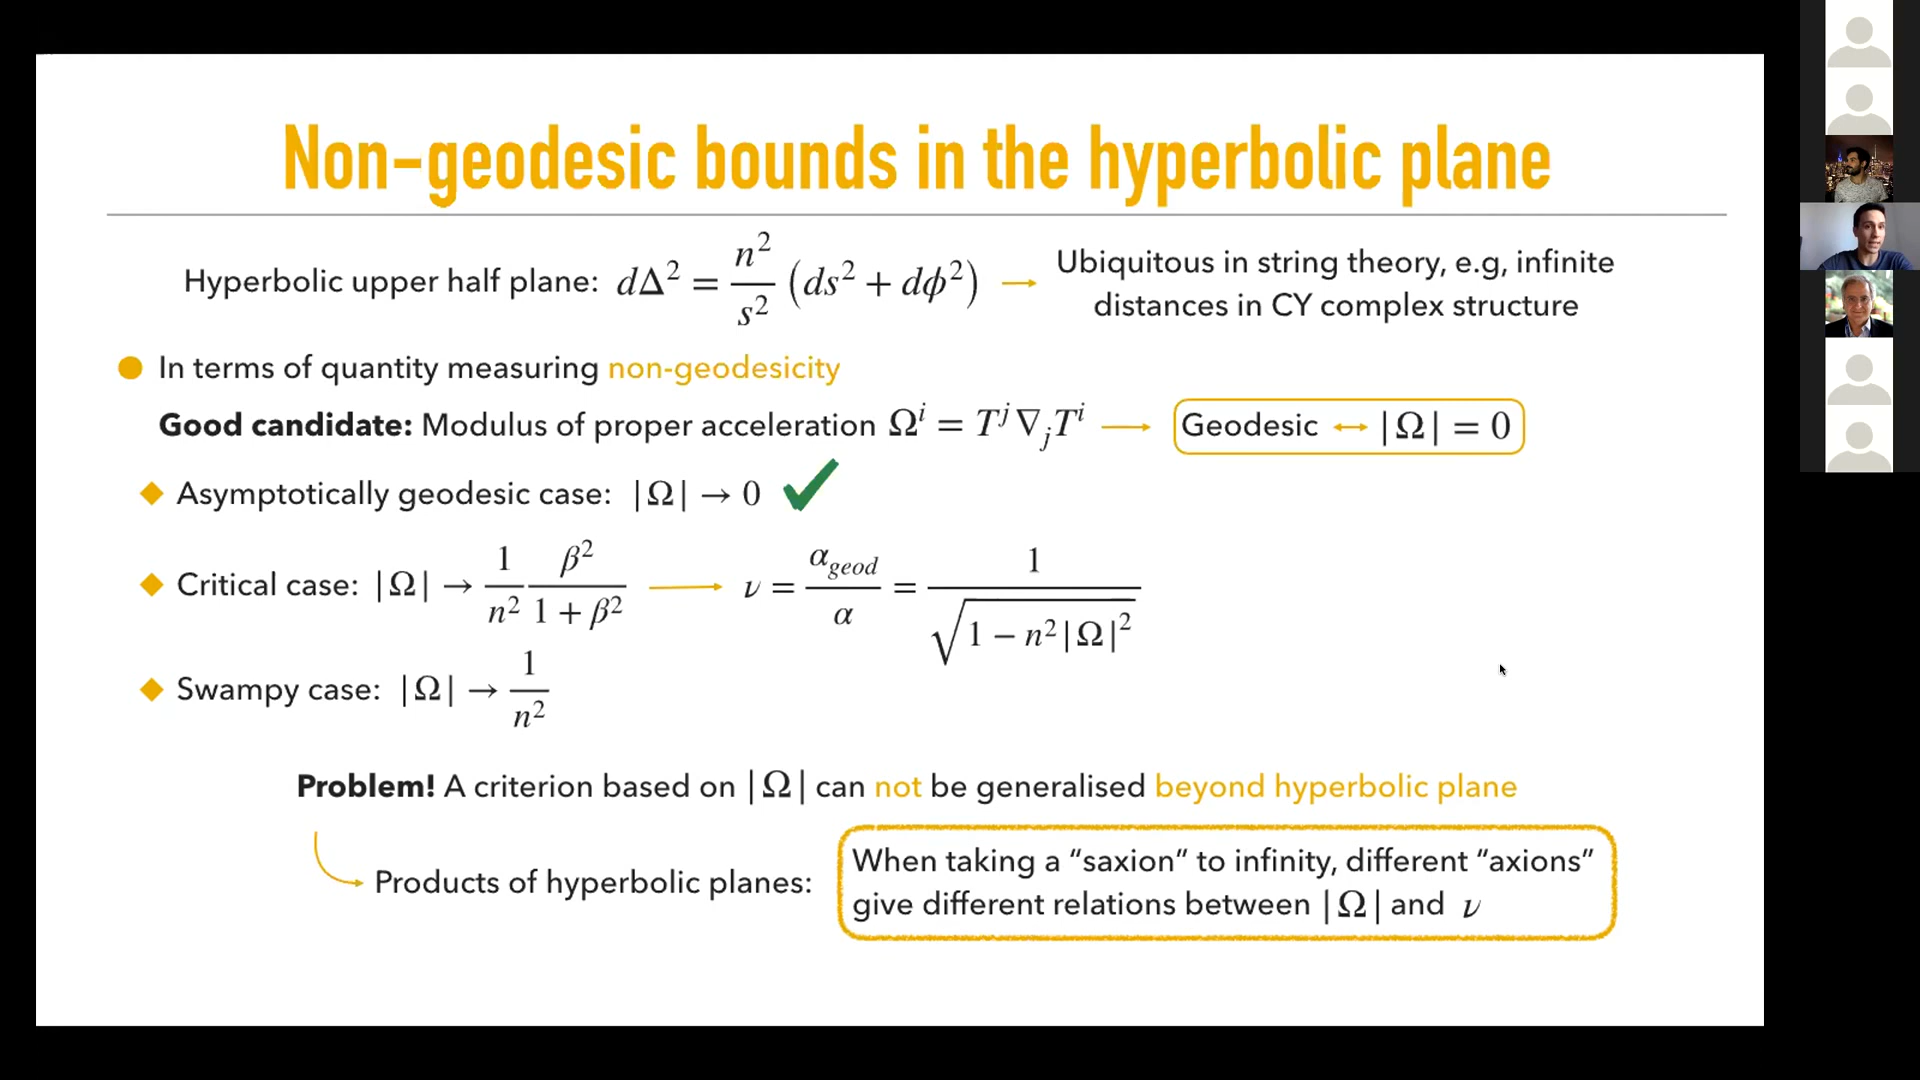 Non-geodesic bounds in the hyperbolic plane
Hyperbolic upper half plane: dΔ² = n²/s² (ds² + dϕ²) → Ubiquitous in string theory, e.g, infinite
distances in CY complex structure
● In terms of quantity measuring non-geodesicity
Good candidate: Modulus of proper acceleration Ωⁱ = Tʲ∇ⱼTⁱ → Geodesic ↔ |Ω| = 0
◆ Asymptotically geodesic case: |Ω| → 0 ✔
◆ Critical case: |Ω| → 1/n² β²/(1 + β²) → ν = α_geod/α = 1/√(1 − n²|Ω|²)
◆ Swampy case: |Ω| → 1/n²
Problem! A criterion based on |Ω| can not be generalised beyond hyperbolic plane
Products of hyperbolic planes:
When taking a "saxion" to infinity, different "axions"
give different relations between |Ω| and ν